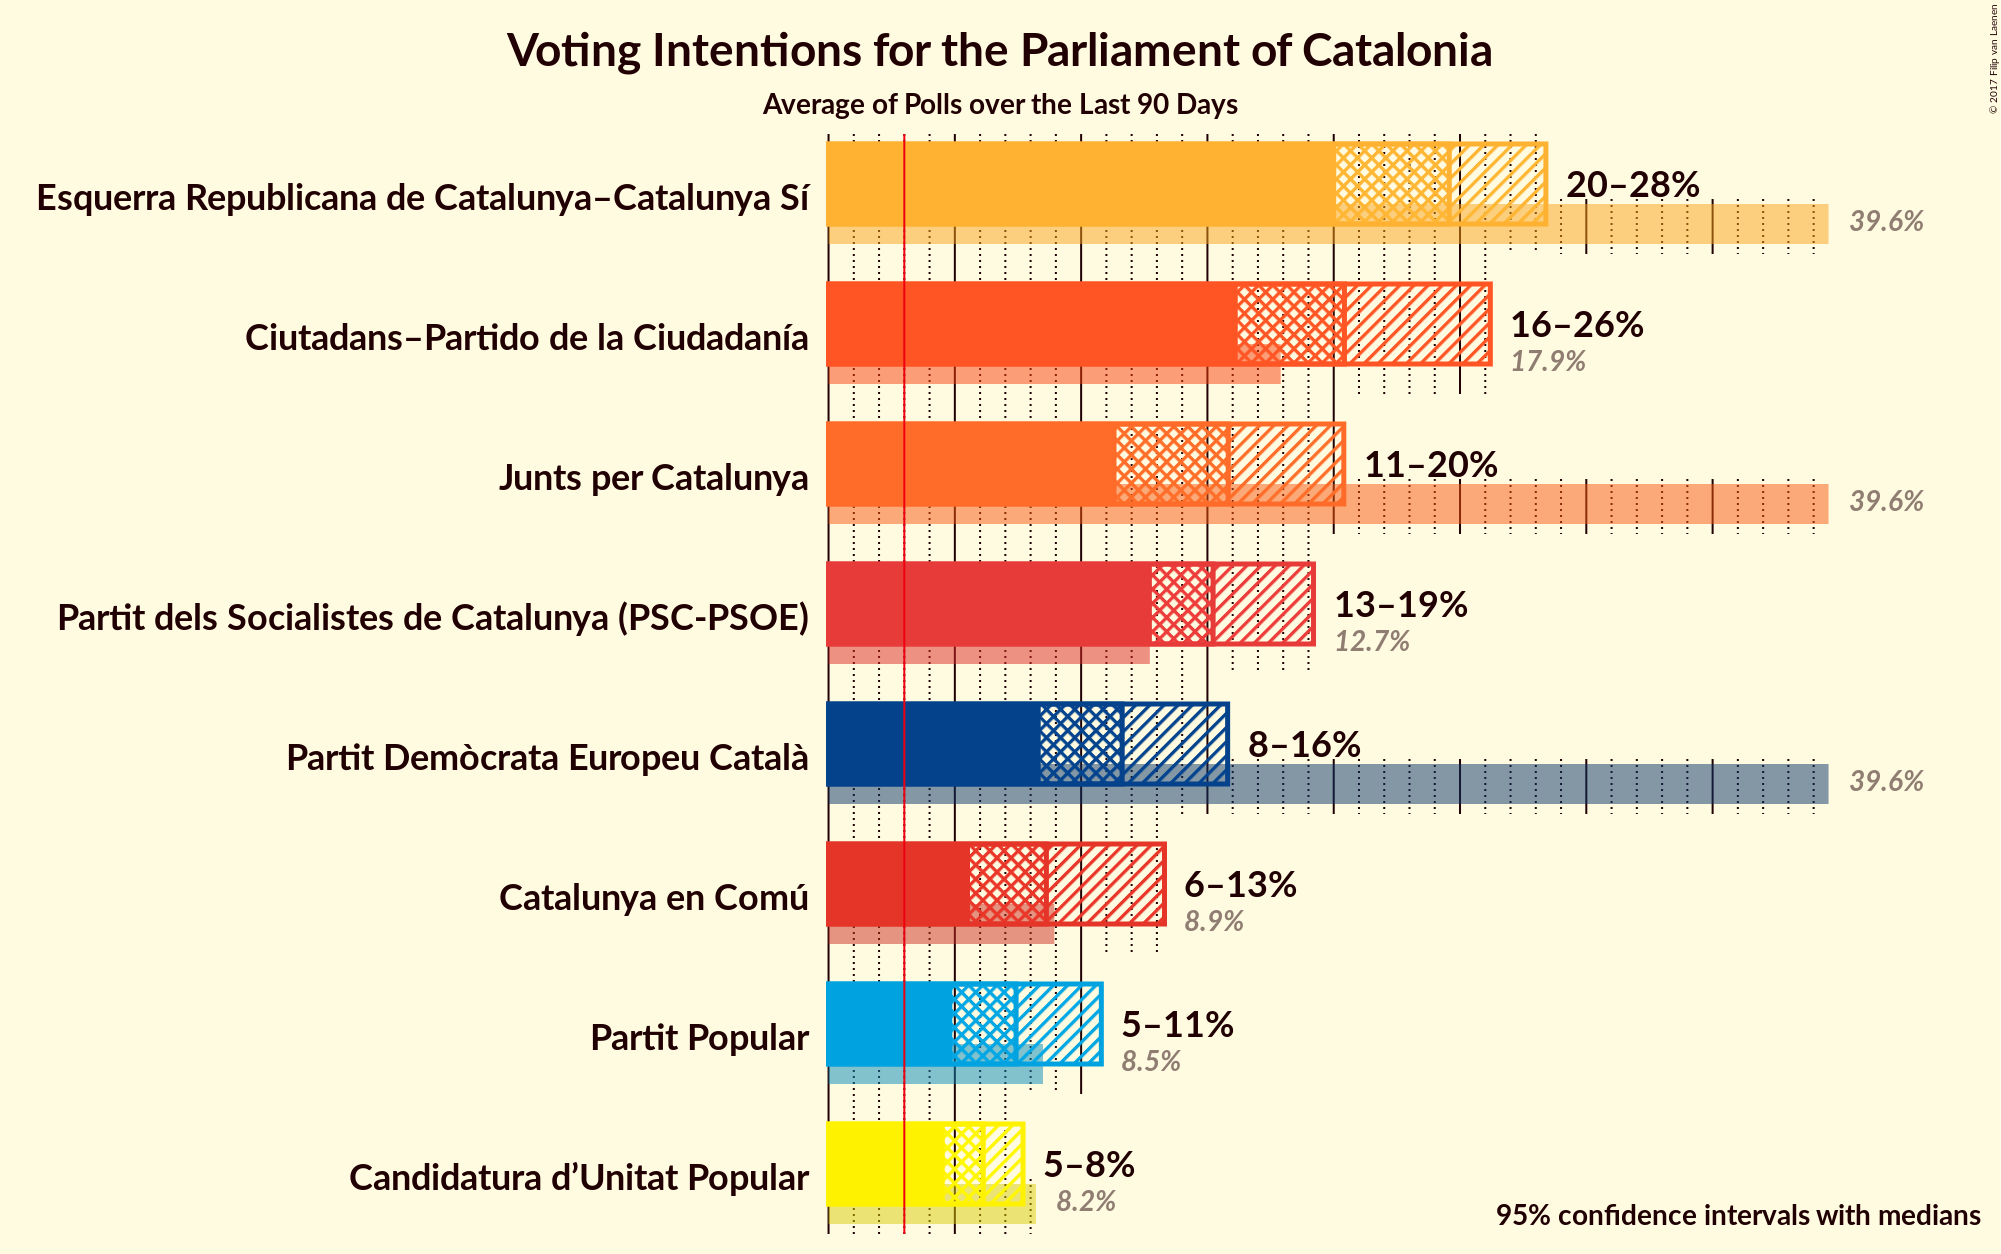 Voting Intentions for the Parliament of Catalonia
Average of Polls over the Last 90 Days
© 2017 Filip van Laenen
Esquerra Republicana de Catalunya–Catalunya Sí
20–28%
39.6%
Ciutadans–Partido de la Ciudadanía
16–26%
17.9%
Junts per Catalunya
11–20%
39.6%
Partit dels Socialistes de Catalunya (PSC-PSOE)
13–19%
12.7%
Partit Demòcrata Europeu Català
8–16%
39.6%
Catalunya en Comú
6–13%
8.9%
Partit Popular
5–11%
8.5%
Candidatura d’Unitat Popular
5–8%
8.2%
95% confidence intervals with medians